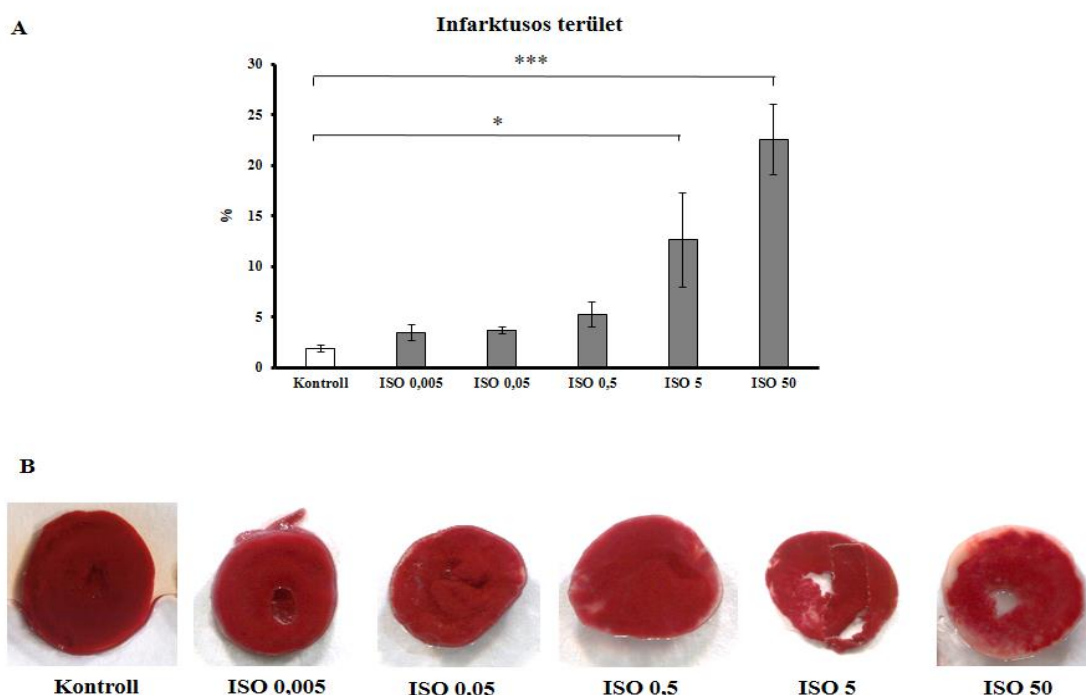 A
Infarktusos terület
***
*
30
25
20
15
10
5
0
%
Kontroll ISO 0,005 ISO 0,05 ISO 0,5 ISO 5 ISO 50
B
Kontroll ISO 0,005 ISO 0,05 ISO 0,5 ISO 5 ISO 50